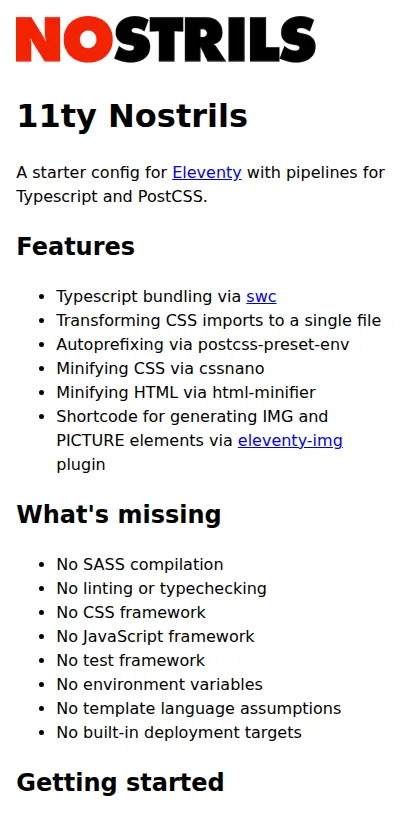 NOSTRILS
11ty Nostrils
A starter config for Eleventy with pipelines for
Typescript and PostCSS.
Features
• Typescript bundling via swc
• Transforming CSS imports to a single file
• Autoprefixing via postcss-preset-env
• Minifying CSS via cssnano
• Minifying HTML via html-minifier
• Shortcode for generating IMG and
PICTURE elements via eleventy-img
plugin
What's missing
• No SASS compilation
• No linting or typechecking
• No CSS framework
• No JavaScript framework
• No test framework
• No environment variables
• No template language assumptions
• No built-in deployment targets
Getting started